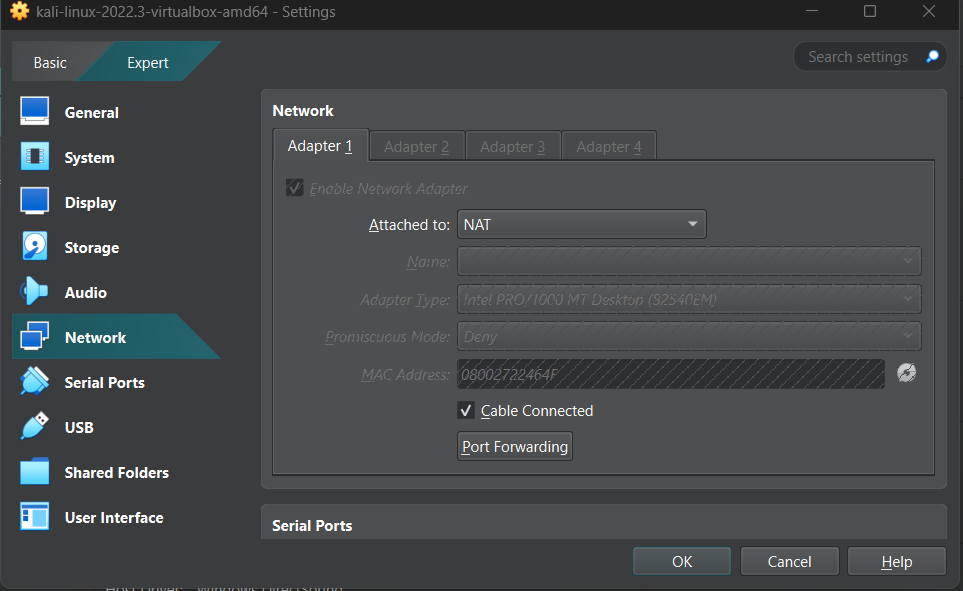 kali-linux-2022.3-virtualbox-amd64 - Settings
Basic
Expert
Search settings
General
System
Display
Storage
Audio
Network
Serial Ports
USB
Shared Folders
User Interface
Network
Adapter 1
Adapter 2
Adapter 3
Adapter 4
Enable Network Adapter
Attached to: NAT
Name:
Adapter Type: Intel PRO/1000 MT Desktop (82540EM)
Promiscuous Mode: Deny
MAC Address: 08002722464F
Cable Connected
Port Forwarding
Serial Ports
OK
Cancel
Help
Host Driver: Windows DirectSound